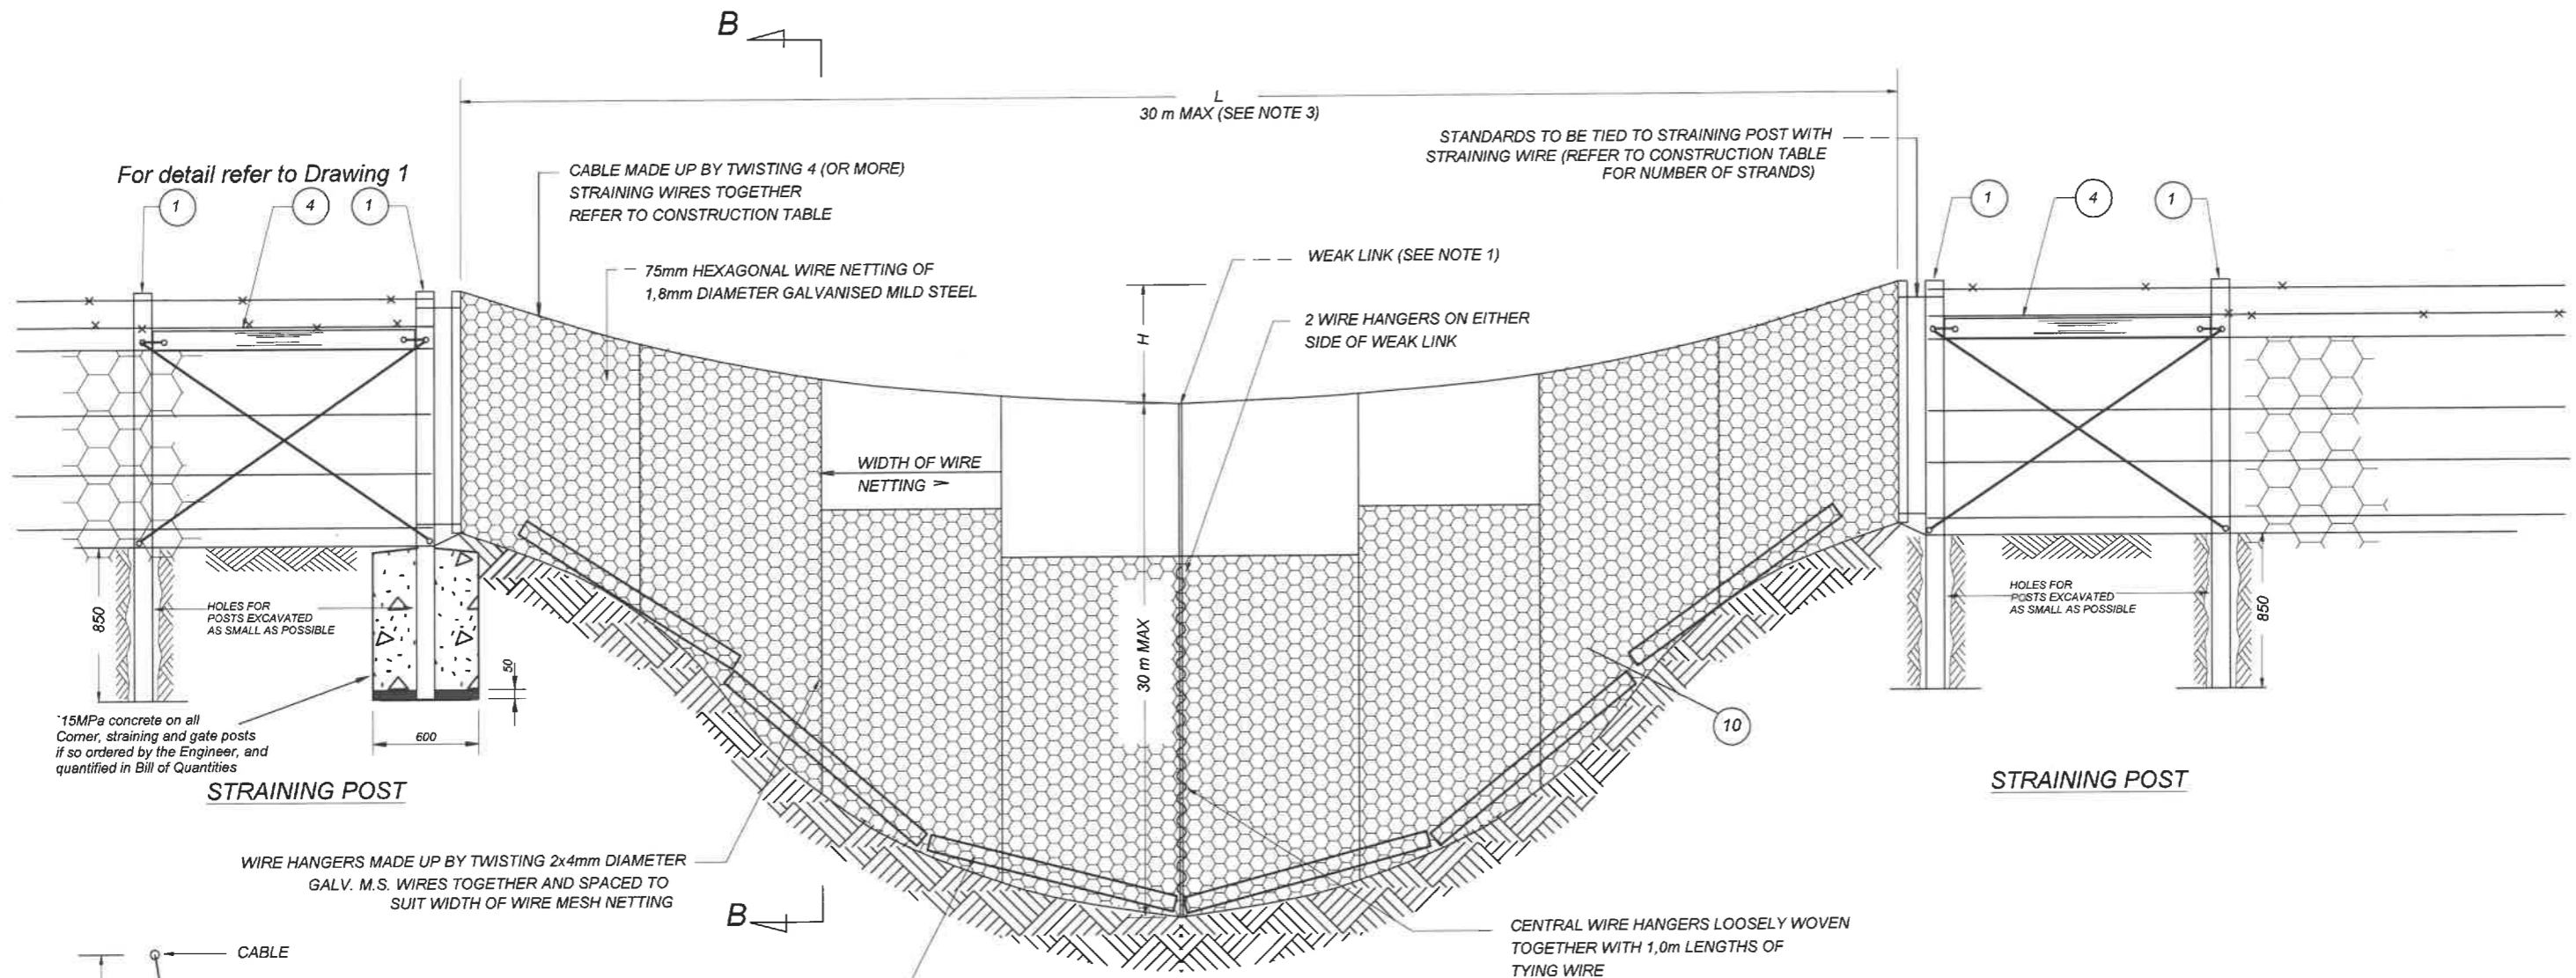 B
L
30 m MAX (SEE NOTE 3)
STANDARDS TO BE TIED TO STRAINING POST WITH
STRAINING WIRE (REFER TO CONSTRUCTION TABLE
FOR NUMBER OF STRANDS)
For detail refer to Drawing 1
1
4
1
CABLE MADE UP BY TWISTING 4 (OR MORE)
STRAINING WIRES TOGETHER
REFER TO CONSTRUCTION TABLE
1
4
1
75mm HEXAGONAL WIRE NETTING OF
1,8mm DIAMETER GALVANISED MILD STEEL
WEAK LINK (SEE NOTE 1)
H
2 WIRE HANGERS ON EITHER
SIDE OF WEAK LINK
WIDTH OF WIRE
NETTING
30 m MAX
850
HOLES FOR
POSTS EXCAVATED
AS SMALL AS POSSIBLE
50
600
HOLES FOR
POSTS EXCAVATED
AS SMALL AS POSSIBLE
850
10
`15MPa concrete on all
Corner, straining and gate posts
if so ordered by the Engineer, and
quantified in Bill of Quantities
STRAINING POST
STRAINING POST
WIRE HANGERS MADE UP BY TWISTING 2x4mm DIAMETER
GALV. M.S. WIRES TOGETHER AND SPACED TO
SUIT WIDTH OF WIRE MESH NETTING
B
CENTRAL WIRE HANGERS LOOSELY WOVEN
TOGETHER WITH 1,0m LENGTHS OF
TYING WIRE
CABLE